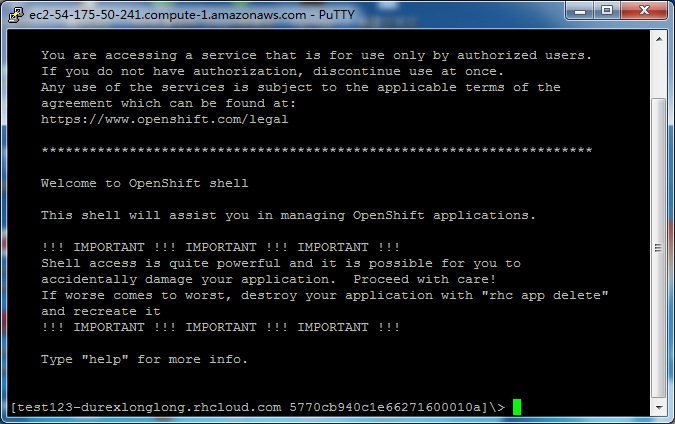 ec2-54-175-50-241.compute-1.amazonaws.com - PuTTY
You are accessing a service that is for use only by authorized users.
If you do not have authorization, discontinue use at once.
Any use of the services is subject to the applicable terms of the
agreement which can be found at:
https://www.openshift.com/legal
*********************************************************************
Welcome to OpenShift shell
This shell will assist you in managing OpenShift applications.
!!! IMPORTANT !!! IMPORTANT !!! IMPORTANT !!!
Shell access is quite powerful and it is possible for you to
accidentally damage your application.  Proceed with care!
If worse comes to worst, destroy your application with "rhc app delete"
and recreate it
!!! IMPORTANT !!! IMPORTANT !!! IMPORTANT !!!
Type "help" for more info.
[test123-durexlonglong.rhcloud.com 5770cb940c1e66271600010a]\>